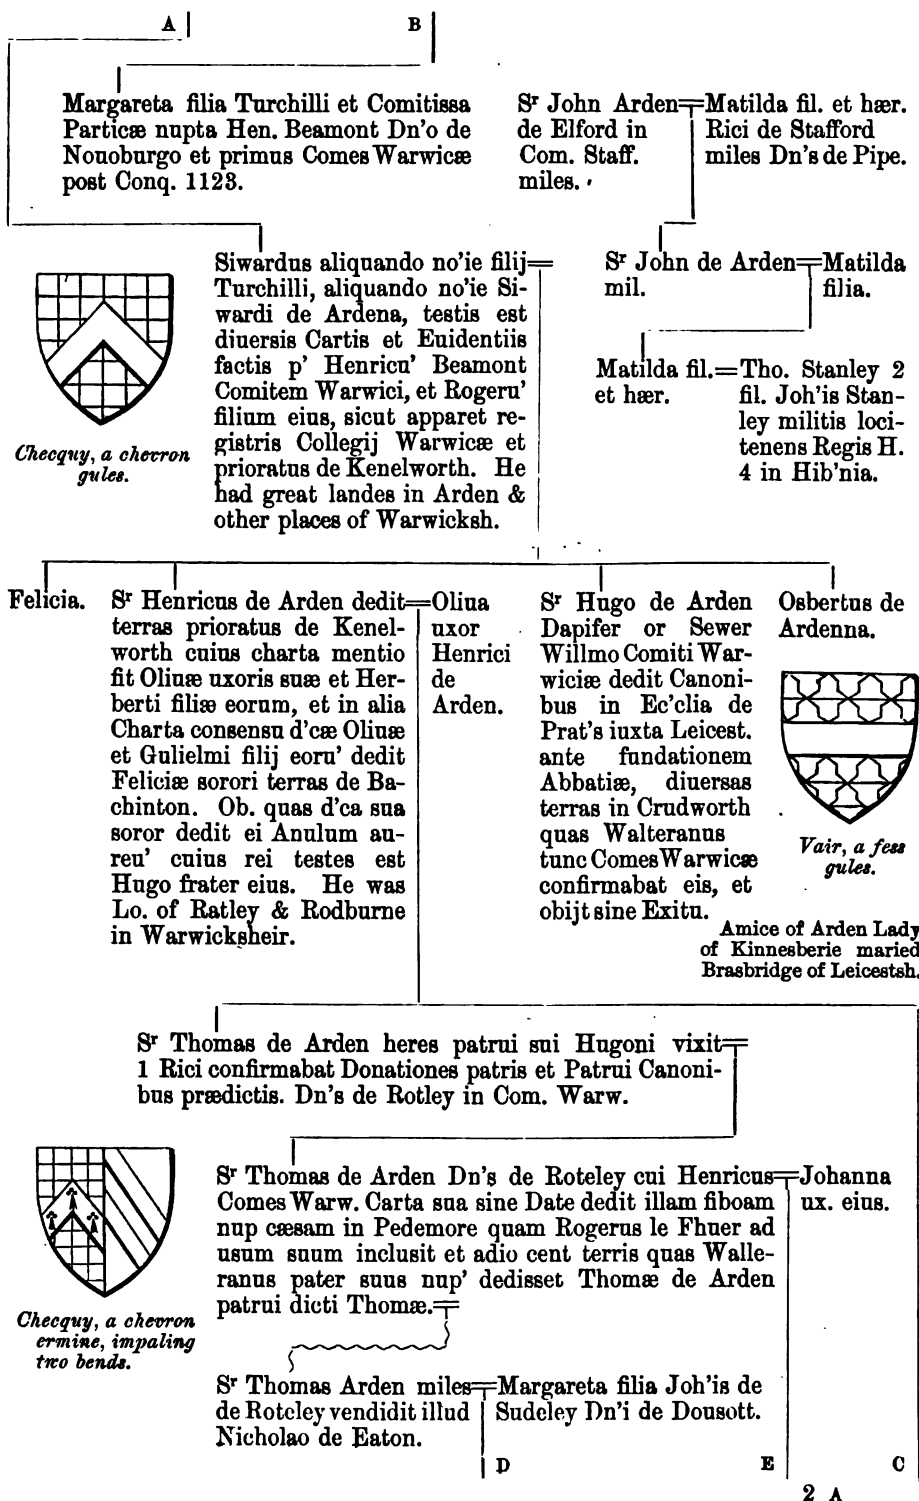 A B
Margareta filia Turchilli et Comitissa
Particæ nupta Hen. Beamont Dn'o de
Nouoburgo et primus Comes Warwicæ
post Conq. 1123.
Sʳ John Arden
de Elford in
Com. Staff.
miles.
Matilda fil. et hær.
Rici de Stafford
miles Dn's de Pipe.
Siwardus aliquando no'ie filij
Turchilli, aliquando no'ie Si-
wardi de Ardena, testis est
diuersis Cartis et Euidentiis
factis p' Henricu' Beamont
Comitem Warwici, et Rogeru'
filium eius, sicut apparet re-
gistris Collegij Warwicæ et
prioratus de Kenelworth. He
had great landes in Arden &
other places of Warwicksh.
Sʳ John de Arden
mil.
Matilda
filia.
Matilda fil.
et hær.
Tho. Stanley 2
fil. Joh'is Stan-
ley militis loci-
tenens Regis H.
4 in Hib'nia.
Checquy, a chevron
gules.
Felicia.
Sʳ Henricus de Arden dedit
terras prioratus de Kenel-
worth cuius charta mentio
fit Oliuæ uxoris suæ et Her-
berti filiæ eorum, et in alia
Charta consensu d'cæ Oliuæ
et Gulielmi filij eoru' dedit
Feliciæ sorori terras de Ba-
chinton. Ob. quas d'ca sua
soror dedit ei Anulum au-
reu' cuius rei testes est
Hugo frater eius. He was
Lo. of Ratley & Rodburne
in Warwicksheir.
Oliua
uxor
Henrici
de
Arden.
Sʳ Hugo de Arden
Dapifer or Sewer
Willmo Comiti War-
wiciæ dedit Canoni-
bus in Ec'clia de
Prat's iuxta Leicest.
ante fundationem
Abbatiæ, diuersas
terras in Crudworth
quas Walteranus
tunc Comes Warwicæ
confirmabat eis, et
obijt sine Exitu.
Osbertus de
Ardenna.
Vair, a fess
gules.
Amice of Arden Lady
of Kinnesberie maried
Brasbridge of Leicestsh.
Sʳ Thomas de Arden heres patrui sui Hugoni vixit
1 Rici confirmabat Donationes patris et Patrui Canoni-
bus prædictis. Dn's de Rotley in Com. Warw.
Sʳ Thomas de Arden Dn's de Roteley cui Henricus
Comes Warw. Carta sua sine Date dedit illam fiboam
nup cæsam in Pedemore quam Rogerus le Fhuer ad
usum suum inclusit et adio cent terris quas Walle-
ranus pater suus nup' dedisset Thomæ de Arden
patrui dicti Thomæ.
Johanna
ux. eius.
Checquy, a chevron
ermine, impaling
two bends.
Sʳ Thomas Arden miles
de Roteley vendidit illud
Nicholao de Eaton.
Margareta filia Joh'is de
Sudeley Dn'i de Dousott.
D E C
2 A